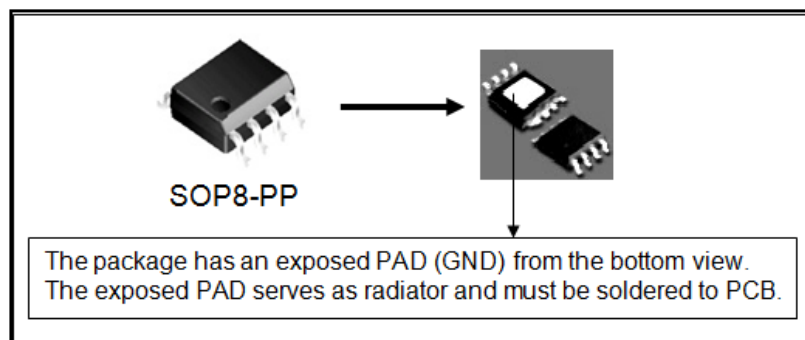 SOP8-PP
The package has an exposed PAD (GND) from the bottom view.
The exposed PAD serves as radiator and must be soldered to PCB.